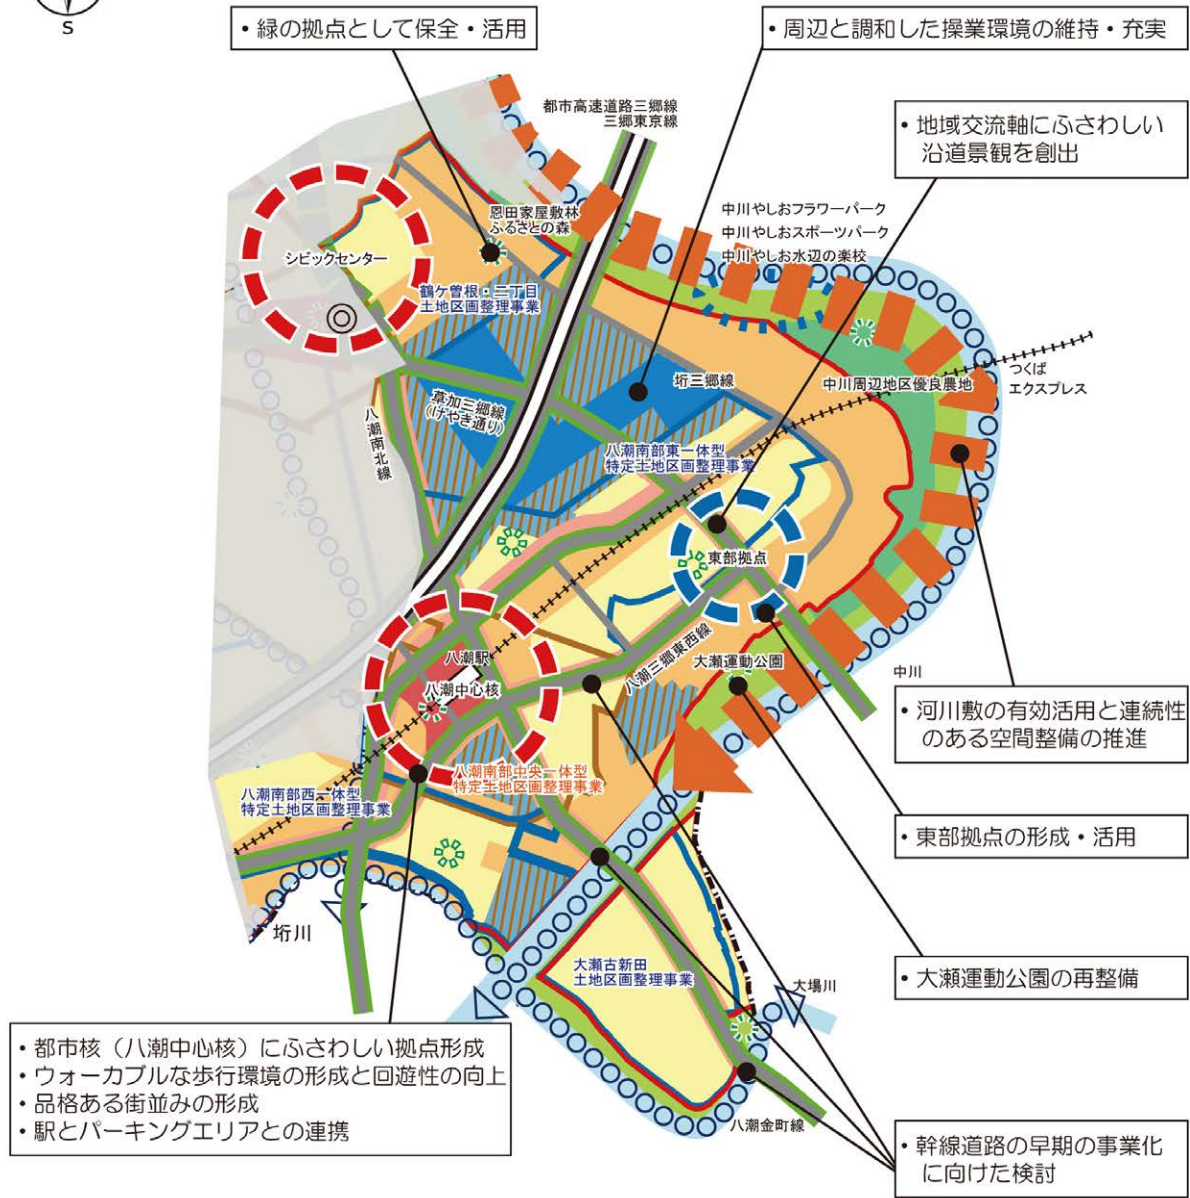 S
・緑の拠点として保全・活用
・周辺と調和した操業環境の維持・充実
都市高速道路三郷線
三郷東京線
・地域交流軸にふさわしい
沿道景観を創出
恩田家屋敷林
ふるさとの森
中川やしおフラワーパーク
中川やしおスポーツパーク
中川やしお水辺の楽校
シビックセンター
鶴ケ曽根・二丁目
土地区画整理事業
垳三郷線
中川周辺地区優良農地
つくば
エクスプレス
草加三郷線
(けやき通り)
八潮南北線
八潮南部東一体型
特定土地区画整理事業
東部拠点
八潮駅
八潮中心核
八潮三郷東西線
大瀬運動公園
中川
・河川敷の有効活用と連続性
のある空間整備の推進
八潮南部中央一体型
特定土地区画整理事業
八潮南部西一体型
特定土地区画整理事業
・東部拠点の形成・活用
垳川
大瀬古新田
土地区画整理事業
大場川
・大瀬運動公園の再整備
・都市核（八潮中心核）にふさわしい拠点形成
・ウォーカブルな歩行環境の形成と回遊性の向上
・品格ある街並みの形成
・駅とパーキングエリアとの連携
八潮金町線
・幹線道路の早期の事業化
に向けた検討